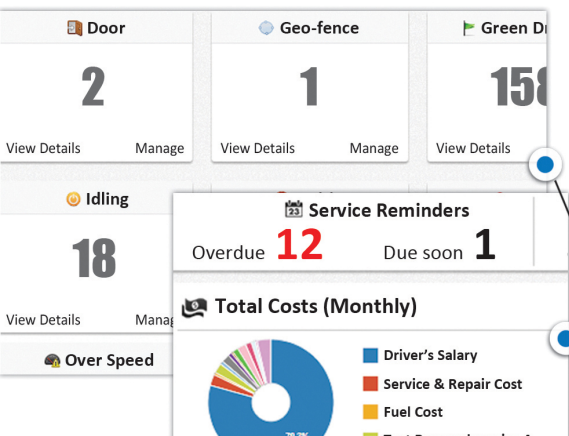 Door
2
View Details Manage
Geo-fence
1
View Details Manage
Green
View Details
Idling
18
View Details
Over Speed
23 Service Reminders
Overdue 12 Due soon 1
Total Costs (Monthly)
Driver's Salary
Service & Repair Cost
Fuel Cost